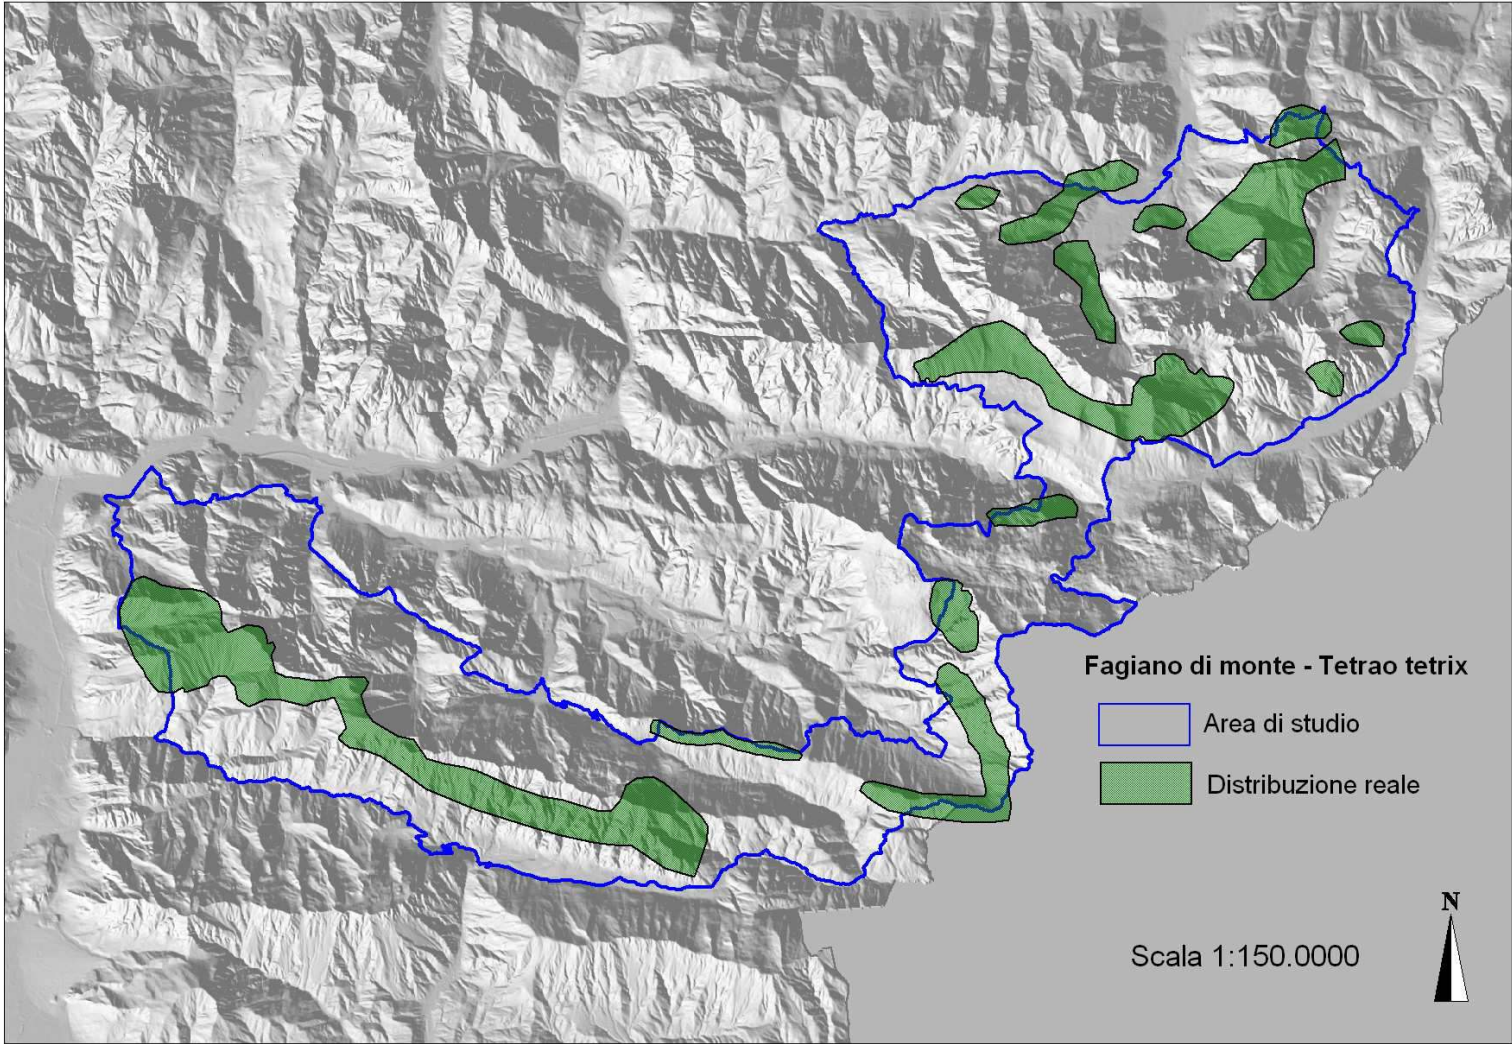 Fagiano di monte - Tetrao tetrix
Area di studio
Distribuzione reale
N
Scala 1:150.0000